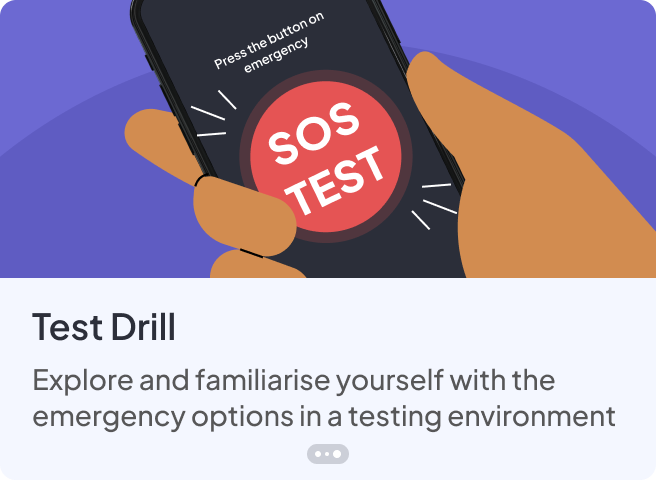 Press the button on
emergency
SOS
TEST
Test Drill
Explore and familiarise yourself with the
emergency options in a testing environment